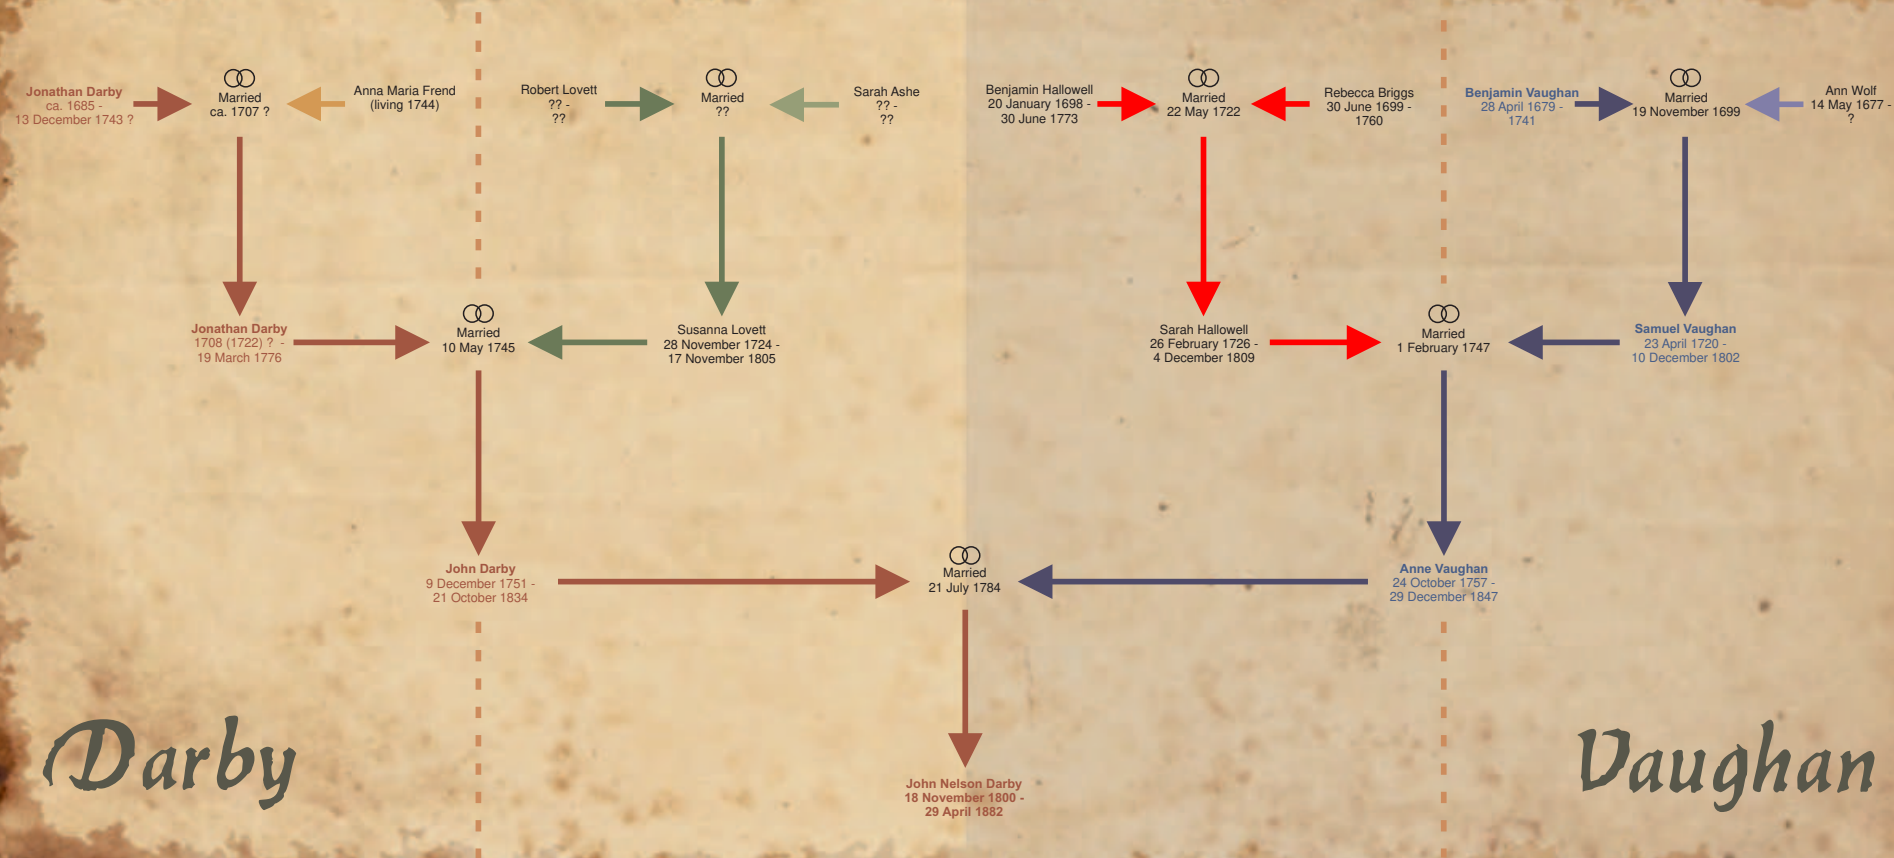 Jonathan Darby
ca. 1685 -
13 December 1743 ?
Married
ca. 1707 ?
Anna Maria Frend
(living 1744)
Robert Lovett
?? -
??
Married
??
Sarah Ashe
?? -
??
Benjamin Hallowell
20 January 1698 -
30 June 1773
Married
22 May 1722
Rebecca Briggs
30 June 1699 -
1760
Benjamin Vaughan
28 April 1679 -
1741
Married
19 November 1699
Ann Wolf
14 May 1677 -
?
Jonathan Darby
1708 (1722) ? -
19 March 1776
Married
10 May 1745
Susanna Lovett
28 November 1724 -
17 November 1805
Sarah Hallowell
26 February 1726 -
4 December 1809
Married
1 February 1747
Samuel Vaughan
23 April 1720 -
10 December 1802
John Darby
9 December 1751 -
21 October 1834
Married
21 July 1784
Anne Vaughan
24 October 1757 -
29 December 1847
John Nelson Darby
18 November 1800 -
29 April 1882
Darby
Vaughan